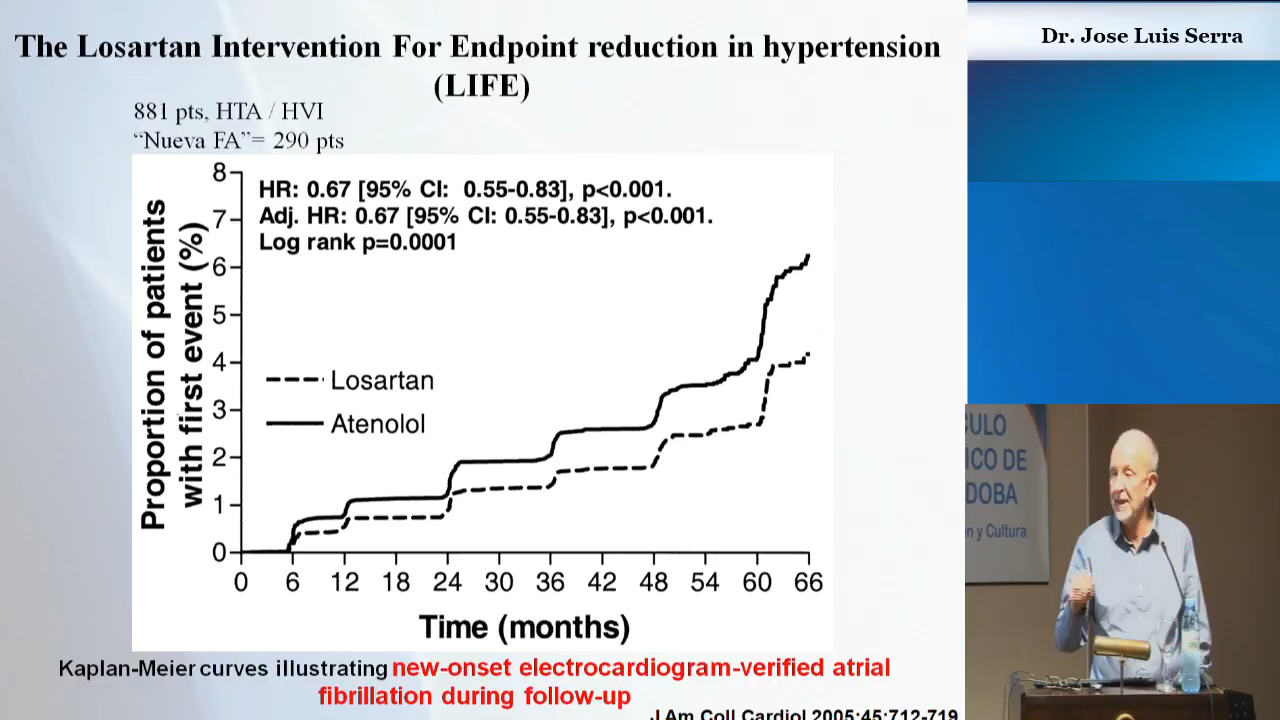 The Losartan Intervention For Endpoint reduction in hypertension
(LIFE)
Dr. Jose Luis Serra
881 pts, HTA / HVI
“Nueva FA”= 290 pts
HR: 0.67 [95% CI: 0.55-0.83], p<0.001.
Adj. HR: 0.67 [95% CI: 0.55-0.83], p<0.001.
Log rank p=0.0001
Proportion of patients
with first event (%)
8
7
6
5
4
3
2
1
0
Losartan
Atenolol
0 6 12 18 24 30 36 42 48 54 60 66
Time (months)
Kaplan-Meier curves illustrating new-onset electrocardiogram-verified atrial
fibrillation during follow-up
J Am Coll Cardiol 2005;45:712-719
CULO
ICO DE
DOBA
n y Cultura